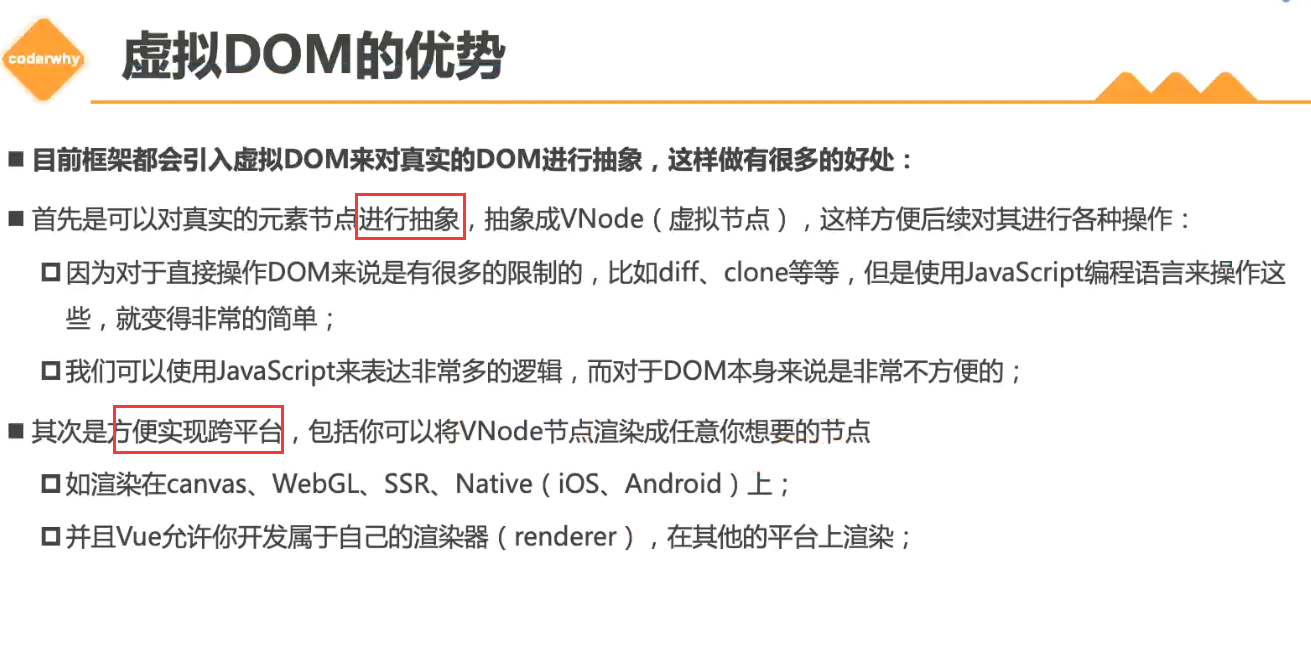 coderwhy
虚拟DOM的优势
■ 目前框架都会引入虚拟DOM来对真实的DOM进行抽象，这样做有很多的好处：
■ 首先是可以对真实的元素节点进行抽象，抽象成VNode（虚拟节点），这样方便后续对其进行各种操作：
因为对于直接操作DOM来说是有很多的限制的，比如diff、clone等等，但是使用JavaScript编程语言来操作这
些，就变得非常的简单；
我们可以使用JavaScript来表达非常多的逻辑，而对于DOM本身来说是非常不方便的；
■ 其次是方便实现跨平台，包括你可以将VNode节点渲染成任意你想要的节点
如渲染在canvas、WebGL、SSR、Native（iOS、Android）上；
并且Vue允许你开发属于自己的渲染器（renderer），在其他的平台上渲染；